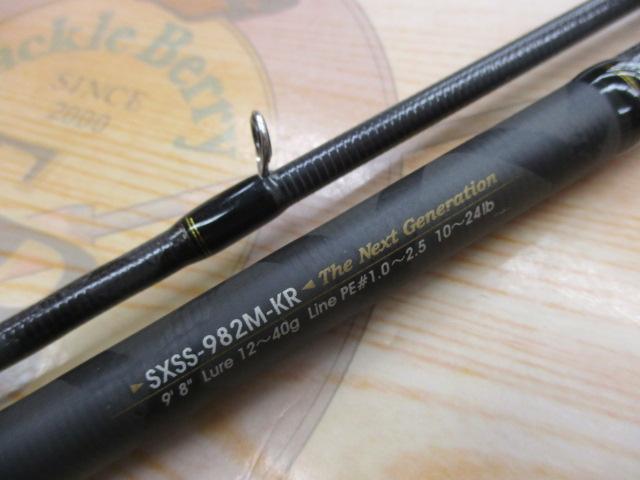 ackle Berry
SINCE
2000
SXSS-982M-KR The Next Generation
9' 8" Lure 12~40g Line PE#1.0~2.5 10~24lb